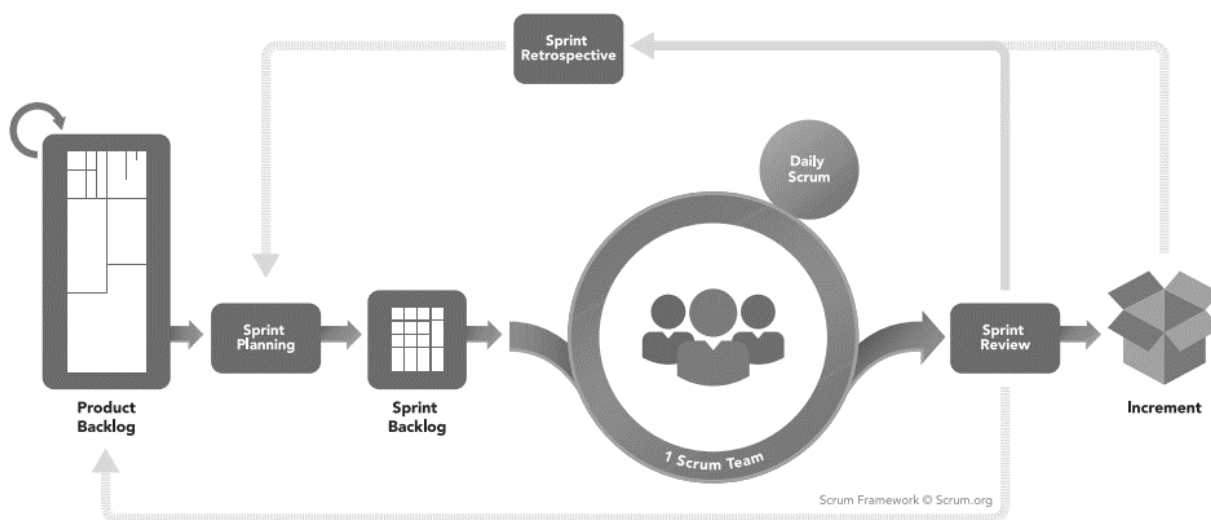 Sprint
Retrospective
Daily
Scrum
Sprint
Planning
Sprint
Review
Product
Backlog
Sprint
Backlog
1 Scrum Team
Increment
Scrum Framework © Scrum.org